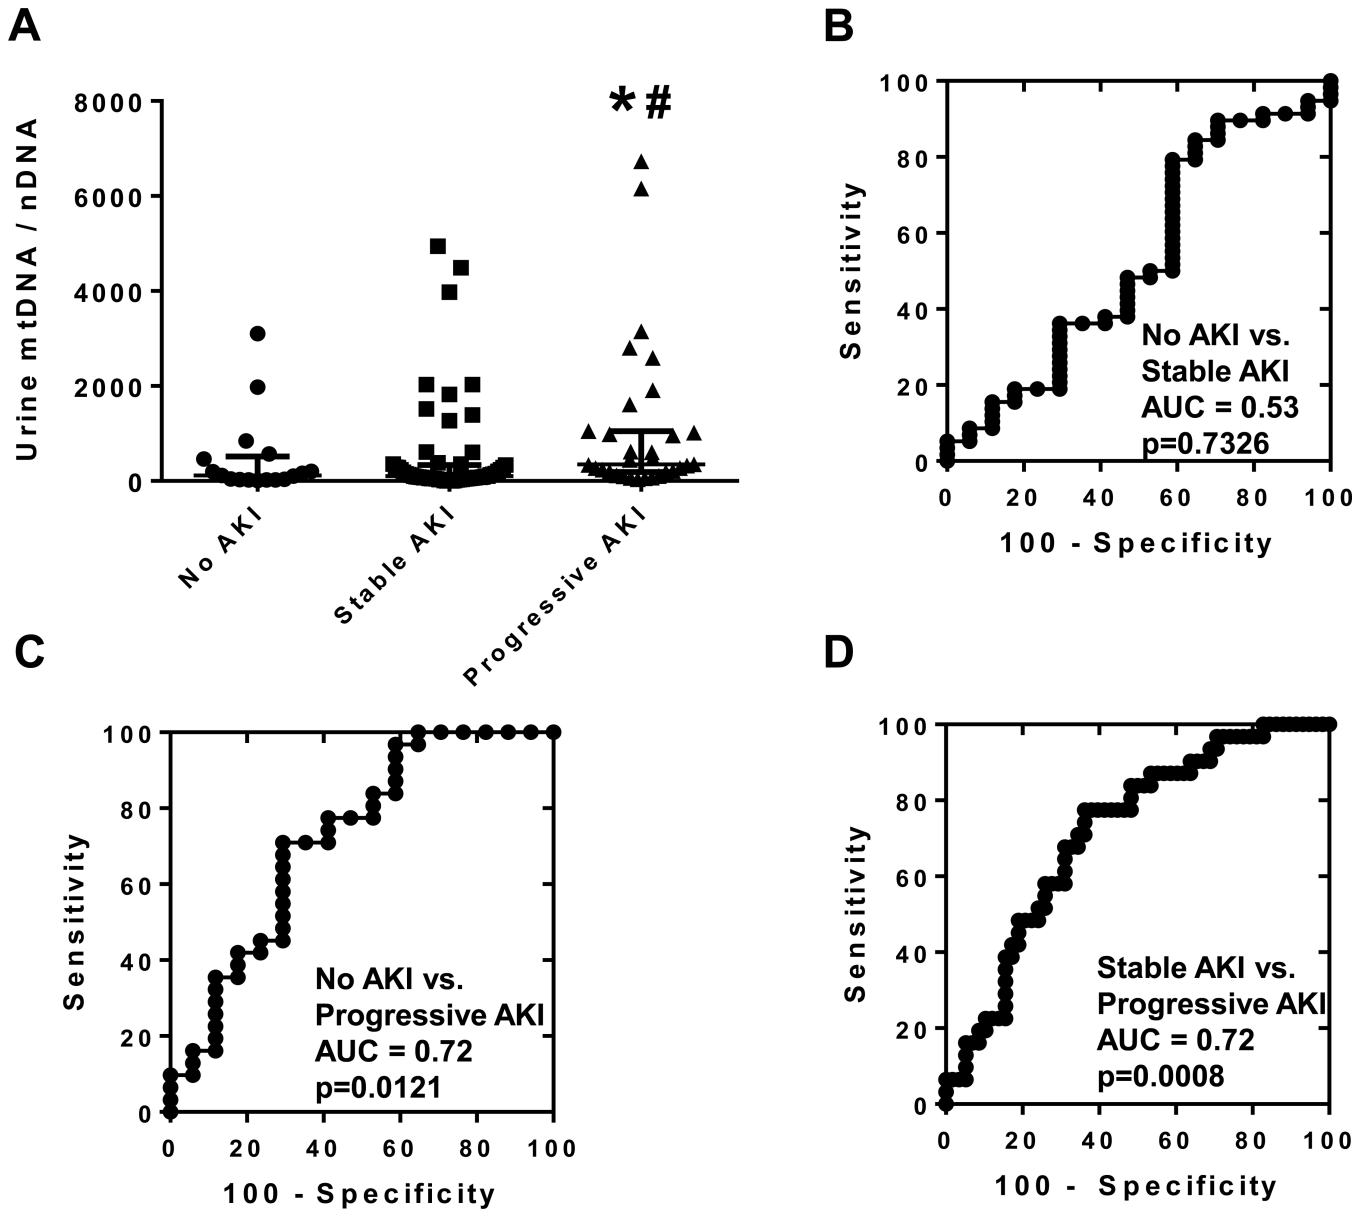 A
Urine mtDNA / nDNA
8000
6000
4000
2000
0
* #
No AKI
Stable AKI
Progressive AKI
B
Sensitivity
100
80
60
40
20
0
No AKI vs.
Stable AKI
AUC = 0.53
p=0.7326
0 20 40 60 80 100
100 - Specificity
C
Sensitivity
100
80
60
40
20
0
No AKI vs.
Progressive AKI
AUC = 0.72
p=0.0121
0 20 40 60 80 100
100 - Specificity
D
Sensitivity
100
80
60
40
20
0
Stable AKI vs.
Progressive AKI
AUC = 0.72
p=0.0008
0 20 40 60 80 100
100 - Specificity